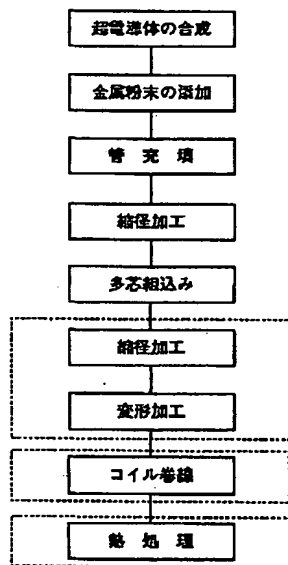 超電導体の合成
金属粉末の添加
管充填
縮径加工
多芯組込み
縮径加工
変形加工
コイル巻線
熱処理